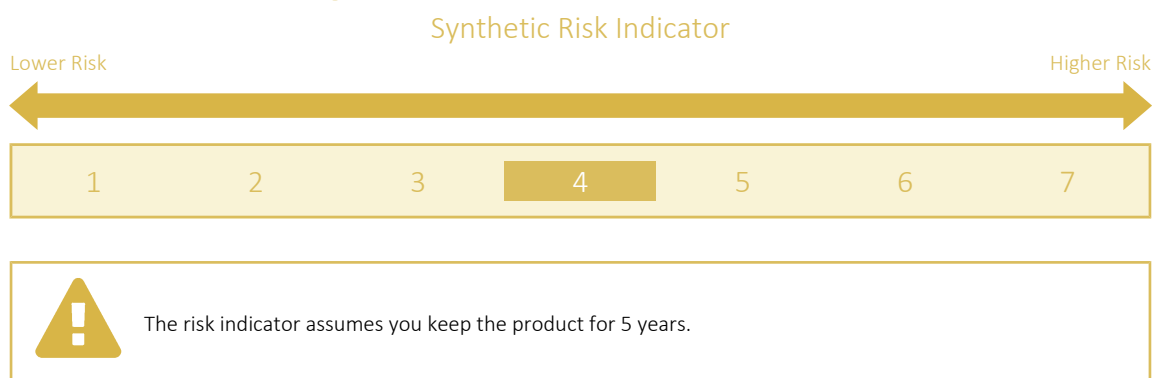 Synthetic Risk Indicator
Lower Risk Higher Risk
1 2 3 4 5 6 7
The risk indicator assumes you keep the product for 5 years.